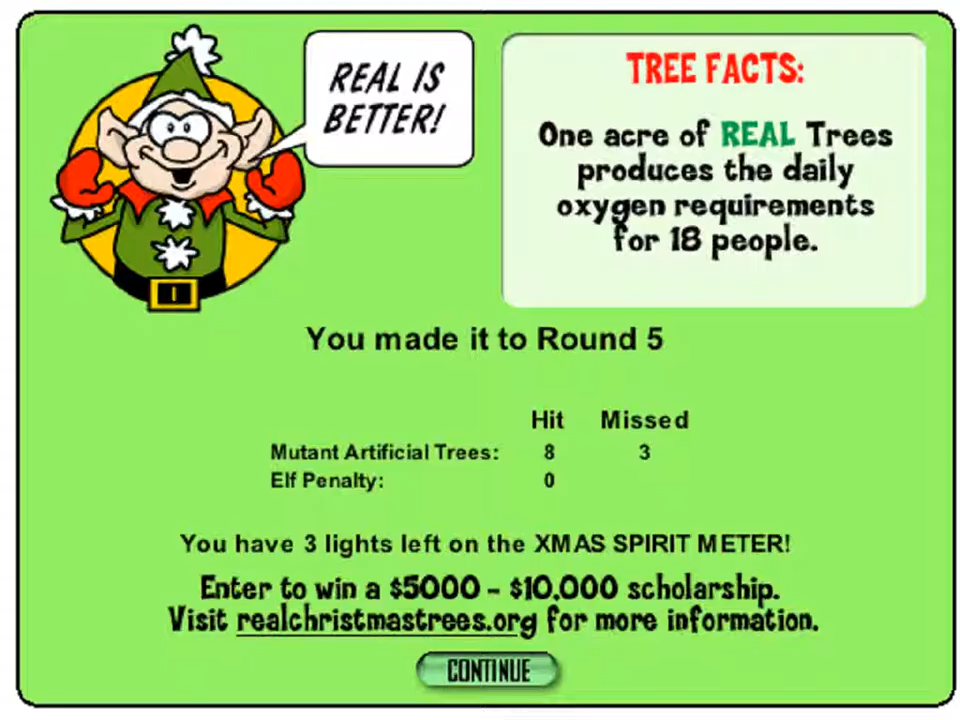 REAL IS
BETTER!
TREE FACTS:
One acre of REAL Trees
produces the daily
oxygen requirements
for 18 people.
You made it to Round 5
Hit Missed
Mutant Artificial Trees: 8 3
Elf Penalty: 0
You have 3 lights left on the XMAS SPIRIT METER!
Enter to win a $5000 - $10,000 scholarship.
Visit realchristmastrees.org for more information.
CONTINUE